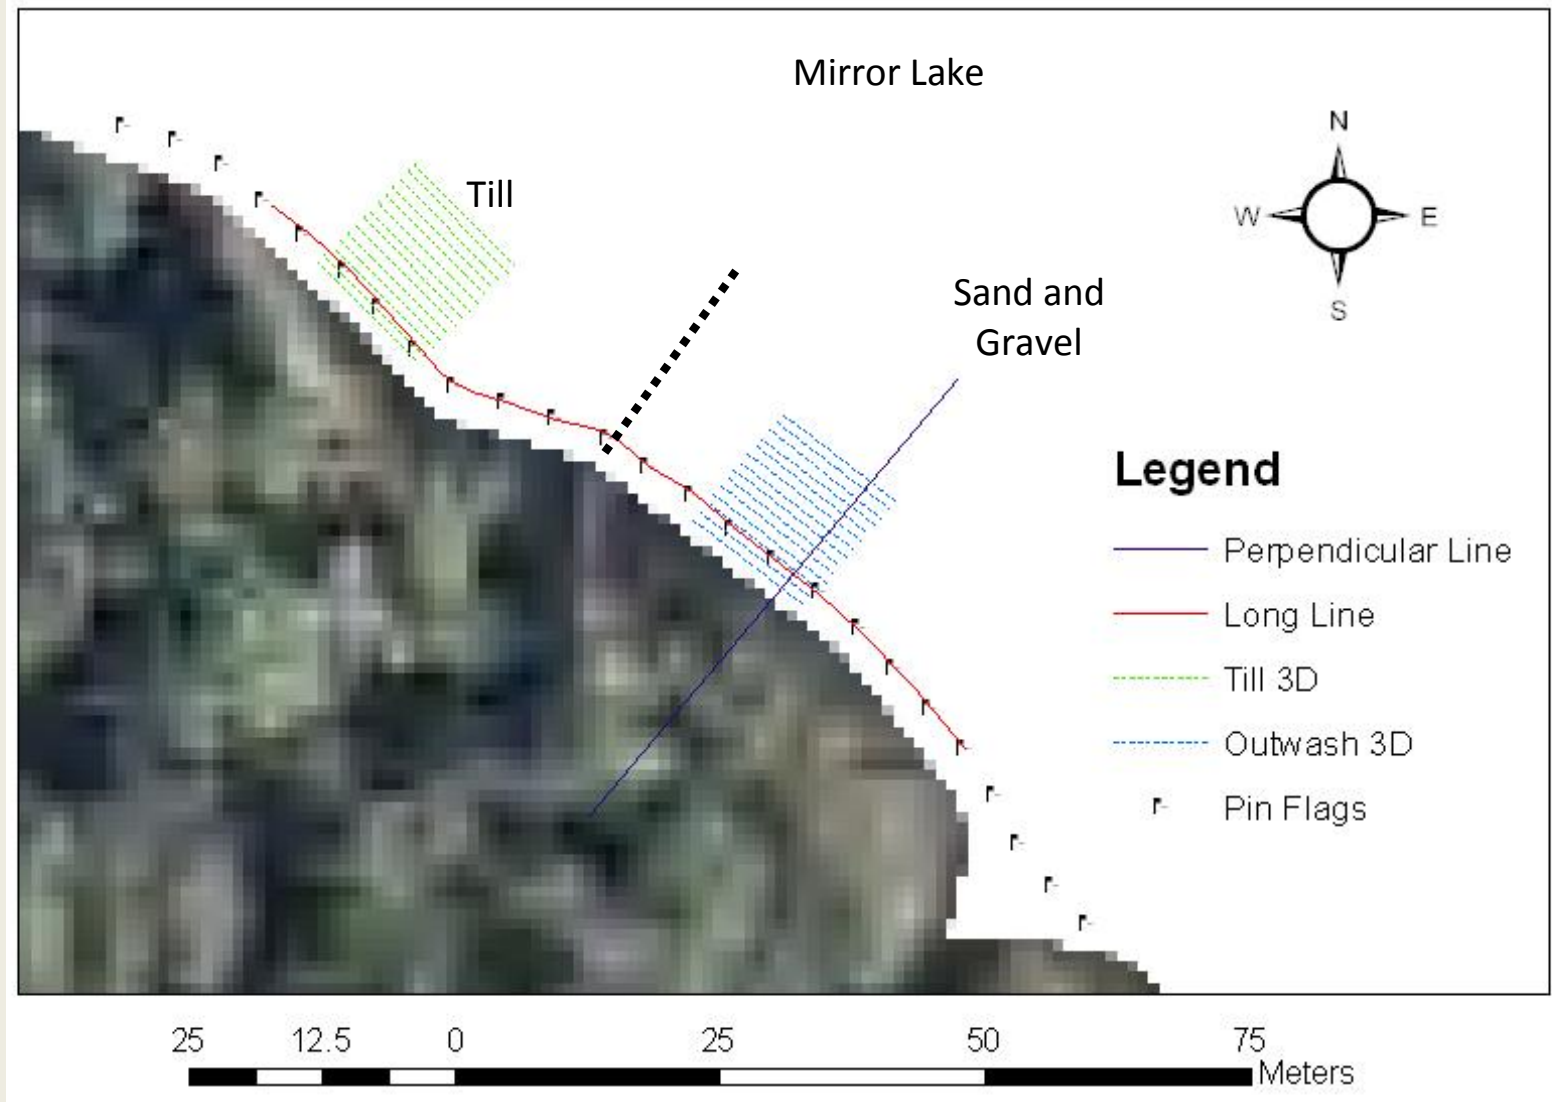 Mirror Lake
N
W
E
S
Till
Sand and
Gravel
Legend
Perpendicular Line
Long Line
Till 3D
Outwash 3D
Pin Flags
25 12.5 0 25 50 75
Meters